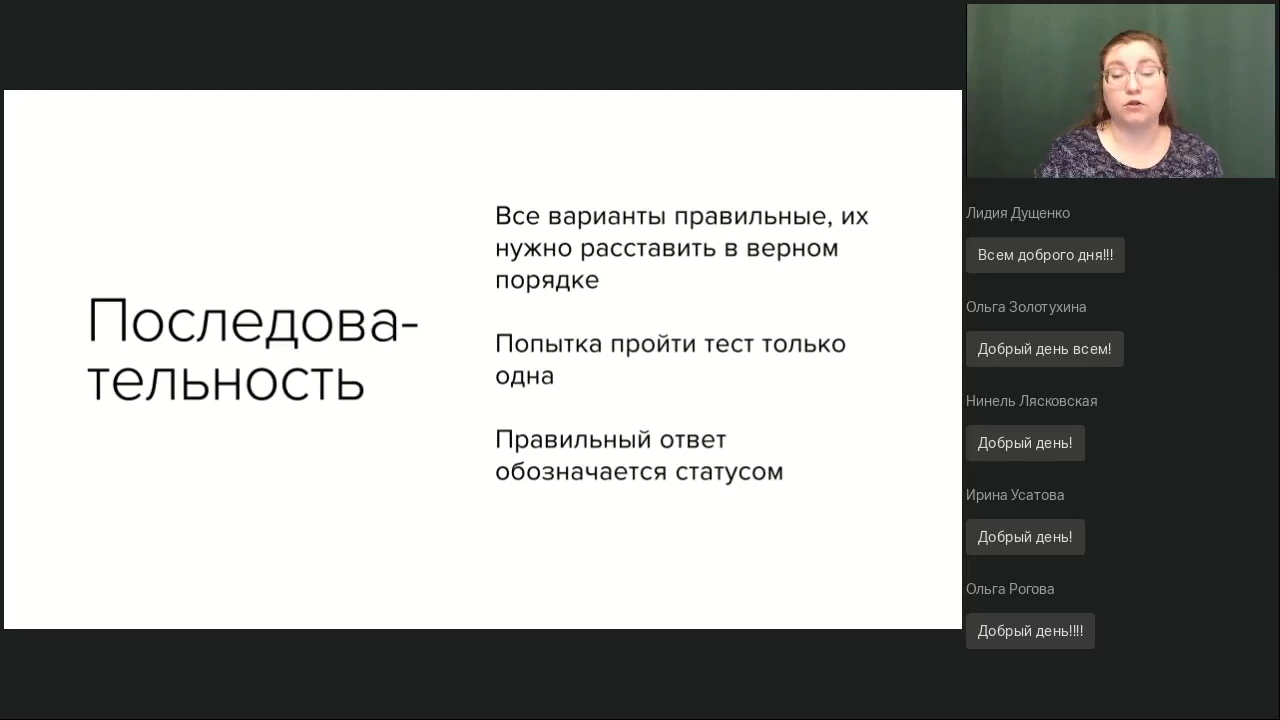 Последова-
тельность
Все варианты правильные, их
нужно расставить в верном
порядке
Попытка пройти тест только
одна
Правильный ответ
обозначается статусом
Лидия Дущенко
Всем доброго дня!!!
Ольга Золотухина
Добрый день всем!
Нинель Лясковская
Добрый день!
Ирина Усатова
Добрый день!
Ольга Рогова
Добрый день!!!!